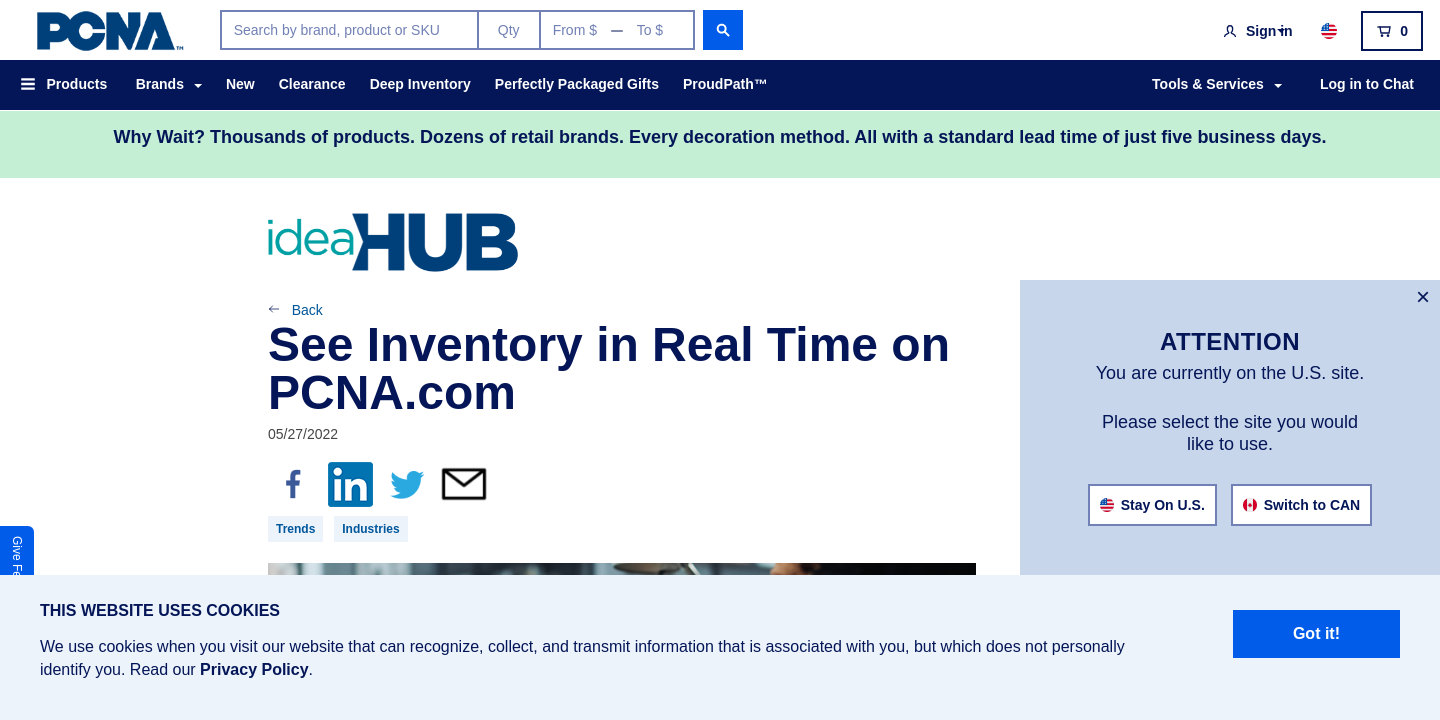 PCNA™
Search by brand, product or SKU
Qty
From $ — To $
Sign in
0
Products
Brands
New
Clearance
Deep Inventory
Perfectly Packaged Gifts
ProudPath™
Tools & Services
Log in to Chat
Why Wait? Thousands of products. Dozens of retail brands. Every decoration method. All with a standard lead time of just five business days.
ideaHUB
Back
See Inventory in Real Time on
PCNA.com
05/27/2022
Trends
Industries
ATTENTION
You are currently on the U.S. site.
Please select the site you would
like to use.
Stay On U.S.
Switch to CAN
Give
THIS WEBSITE USES COOKIES
We use cookies when you visit our website that can recognize, collect, and transmit information that is associated with you, but which does not personally
identify you. Read our Privacy Policy.
Got it!